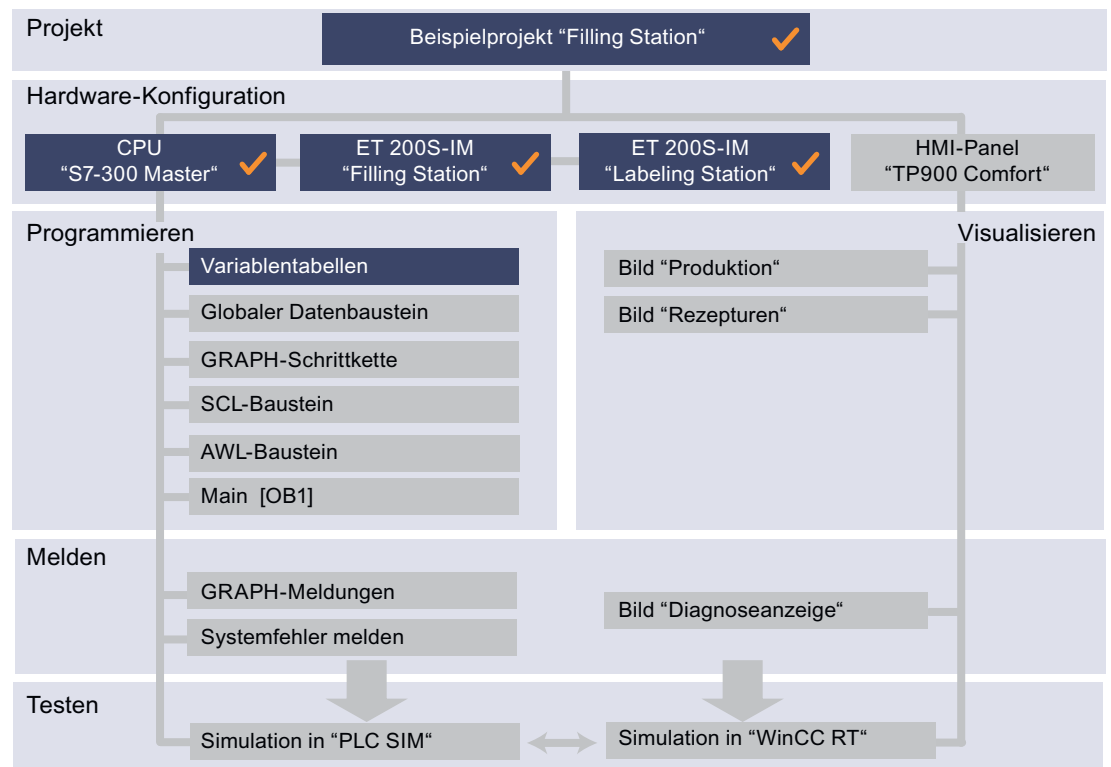 Projekt
Beispielprojekt “Filling Station“
Hardware-Konfiguration
CPU
“S7-300 Master“
ET 200S-IM
“Filling Station“
ET 200S-IM
“Labeling Station“
HMI-Panel
“TP900 Comfort“
Programmieren
Variablentabellen
Globaler Datenbaustein
GRAPH-Schrittkette
SCL-Baustein
AWL-Baustein
Main [OB1]
Visualisieren
Bild “Produktion“
Bild “Rezepturen“
Melden
GRAPH-Meldungen
Systemfehler melden
Bild “Diagnoseanzeige“
Testen
Simulation in “PLC SIM“
Simulation in “WinCC RT“